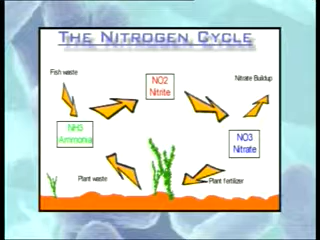 THE NITROGEN CYCLE
Fish waste
NO2
Nitrite
Nitrate Buildup
NH3
Ammonia
NO3
Nitrate
Plant waste
Plant fertilizer